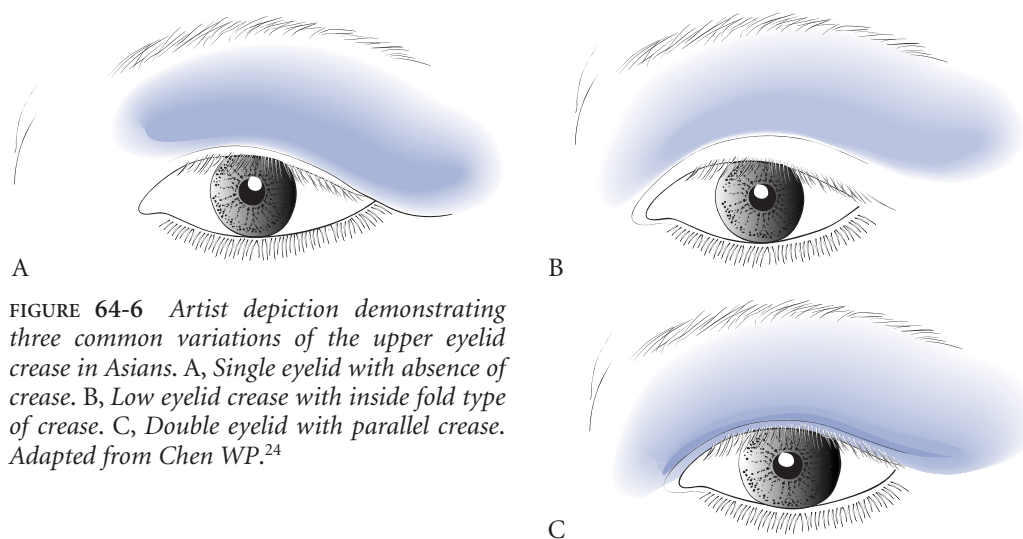 A
B
FIGURE 64-6 Artist depiction demonstrating
three common variations of the upper eyelid
crease in Asians. A, Single eyelid with absence of
crease. B, Low eyelid crease with inside fold type
of crease. C, Double eyelid with parallel crease.
Adapted from Chen WP.24
C